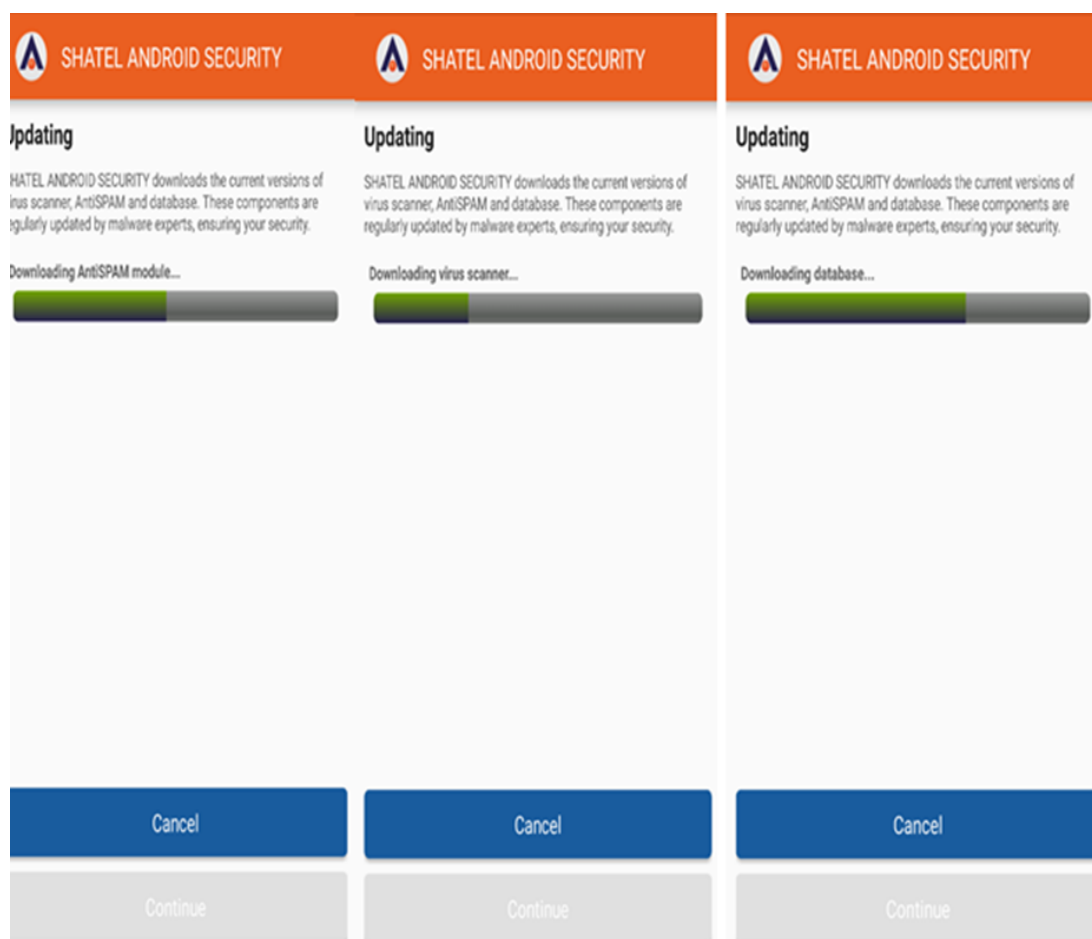 SHATEL ANDROID SECURITY
Updating
HATEL ANDROID SECURITY downloads the current versions of
irus scanner, AntiSPAM and database. These components are
egularly updated by malware experts, ensuring your security.
Downloading AntiSPAM module...
Cancel
Continue
SHATEL ANDROID SECURITY
Updating
SHATEL ANDROID SECURITY downloads the current versions of
virus scanner, AntiSPAM and database. These components are
regularly updated by malware experts, ensuring your security.
Downloading virus scanner...
Cancel
Continue
SHATEL ANDROID SECURITY
Updating
SHATEL ANDROID SECURITY downloads the current versions of
virus scanner, AntiSPAM and database. These components are
regularly updated by malware experts, ensuring your security.
Downloading database...
Cancel
Continue